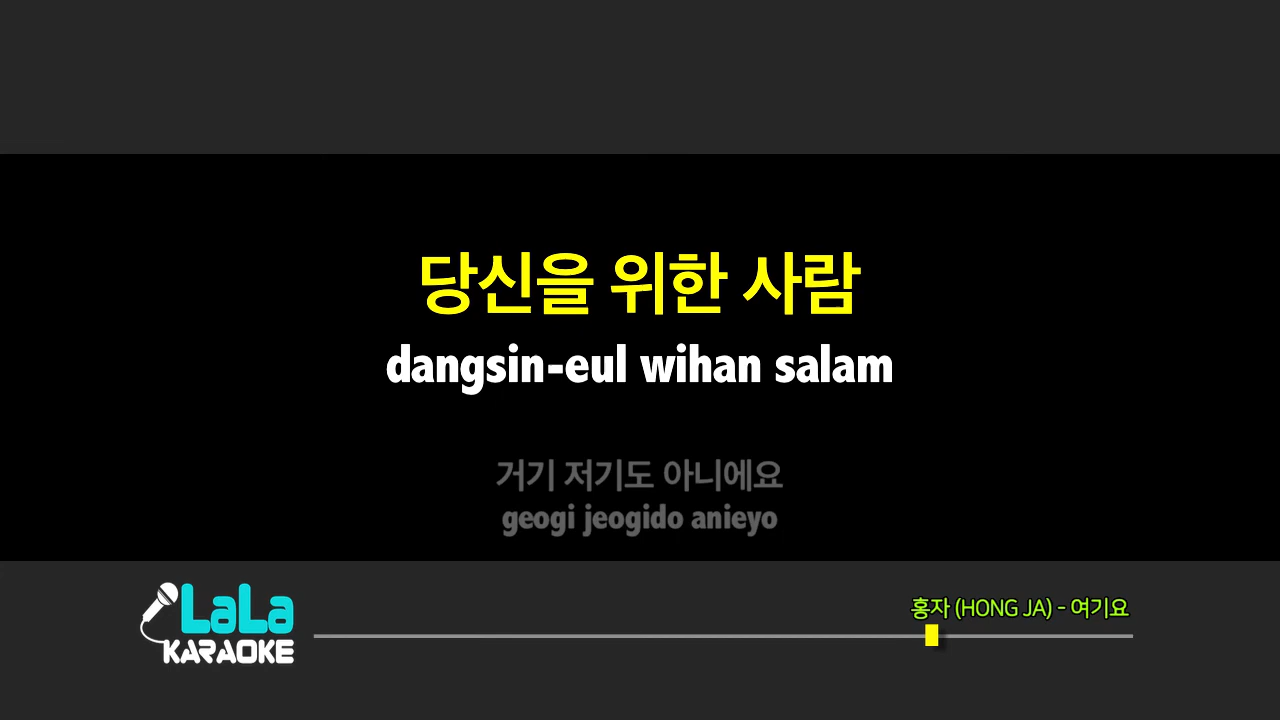 당신을 위한 사람
dangsin-eul wihan salam
거기 저기도 아니에요
geogi jeogido anieyo
LaLa
KARAOKE
홍자 (HONG JA) - 여기요